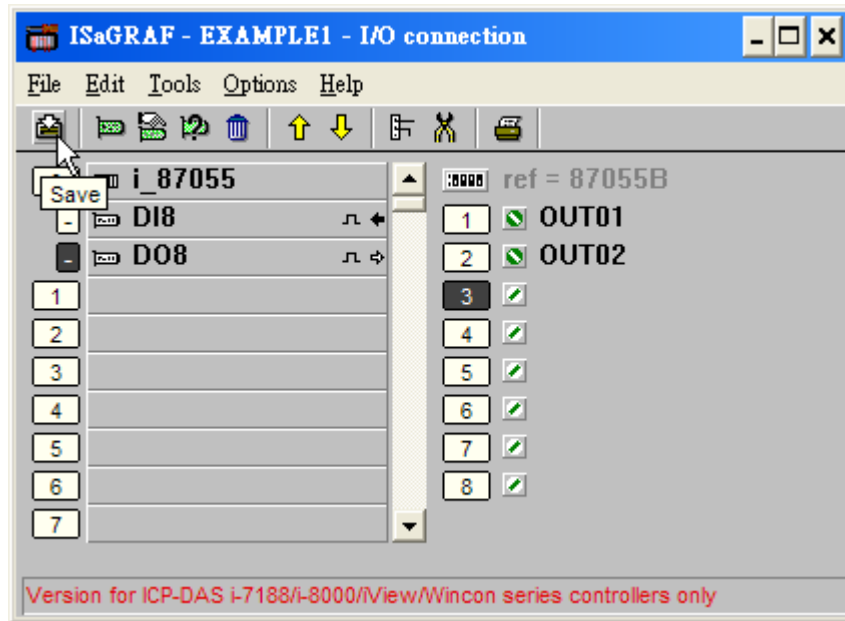 ISaGRAF - EXAMPLE1 - I/O connection
File Edit Tools Options Help
Save
i_87055
DI8
DO8
1
2
3
4
5
6
7
ref = 87055B
1 OUT01
2 OUT02
3
4
5
6
7
8
Version for ICP-DAS i-7188/i-8000/iView/Wincon series controllers only